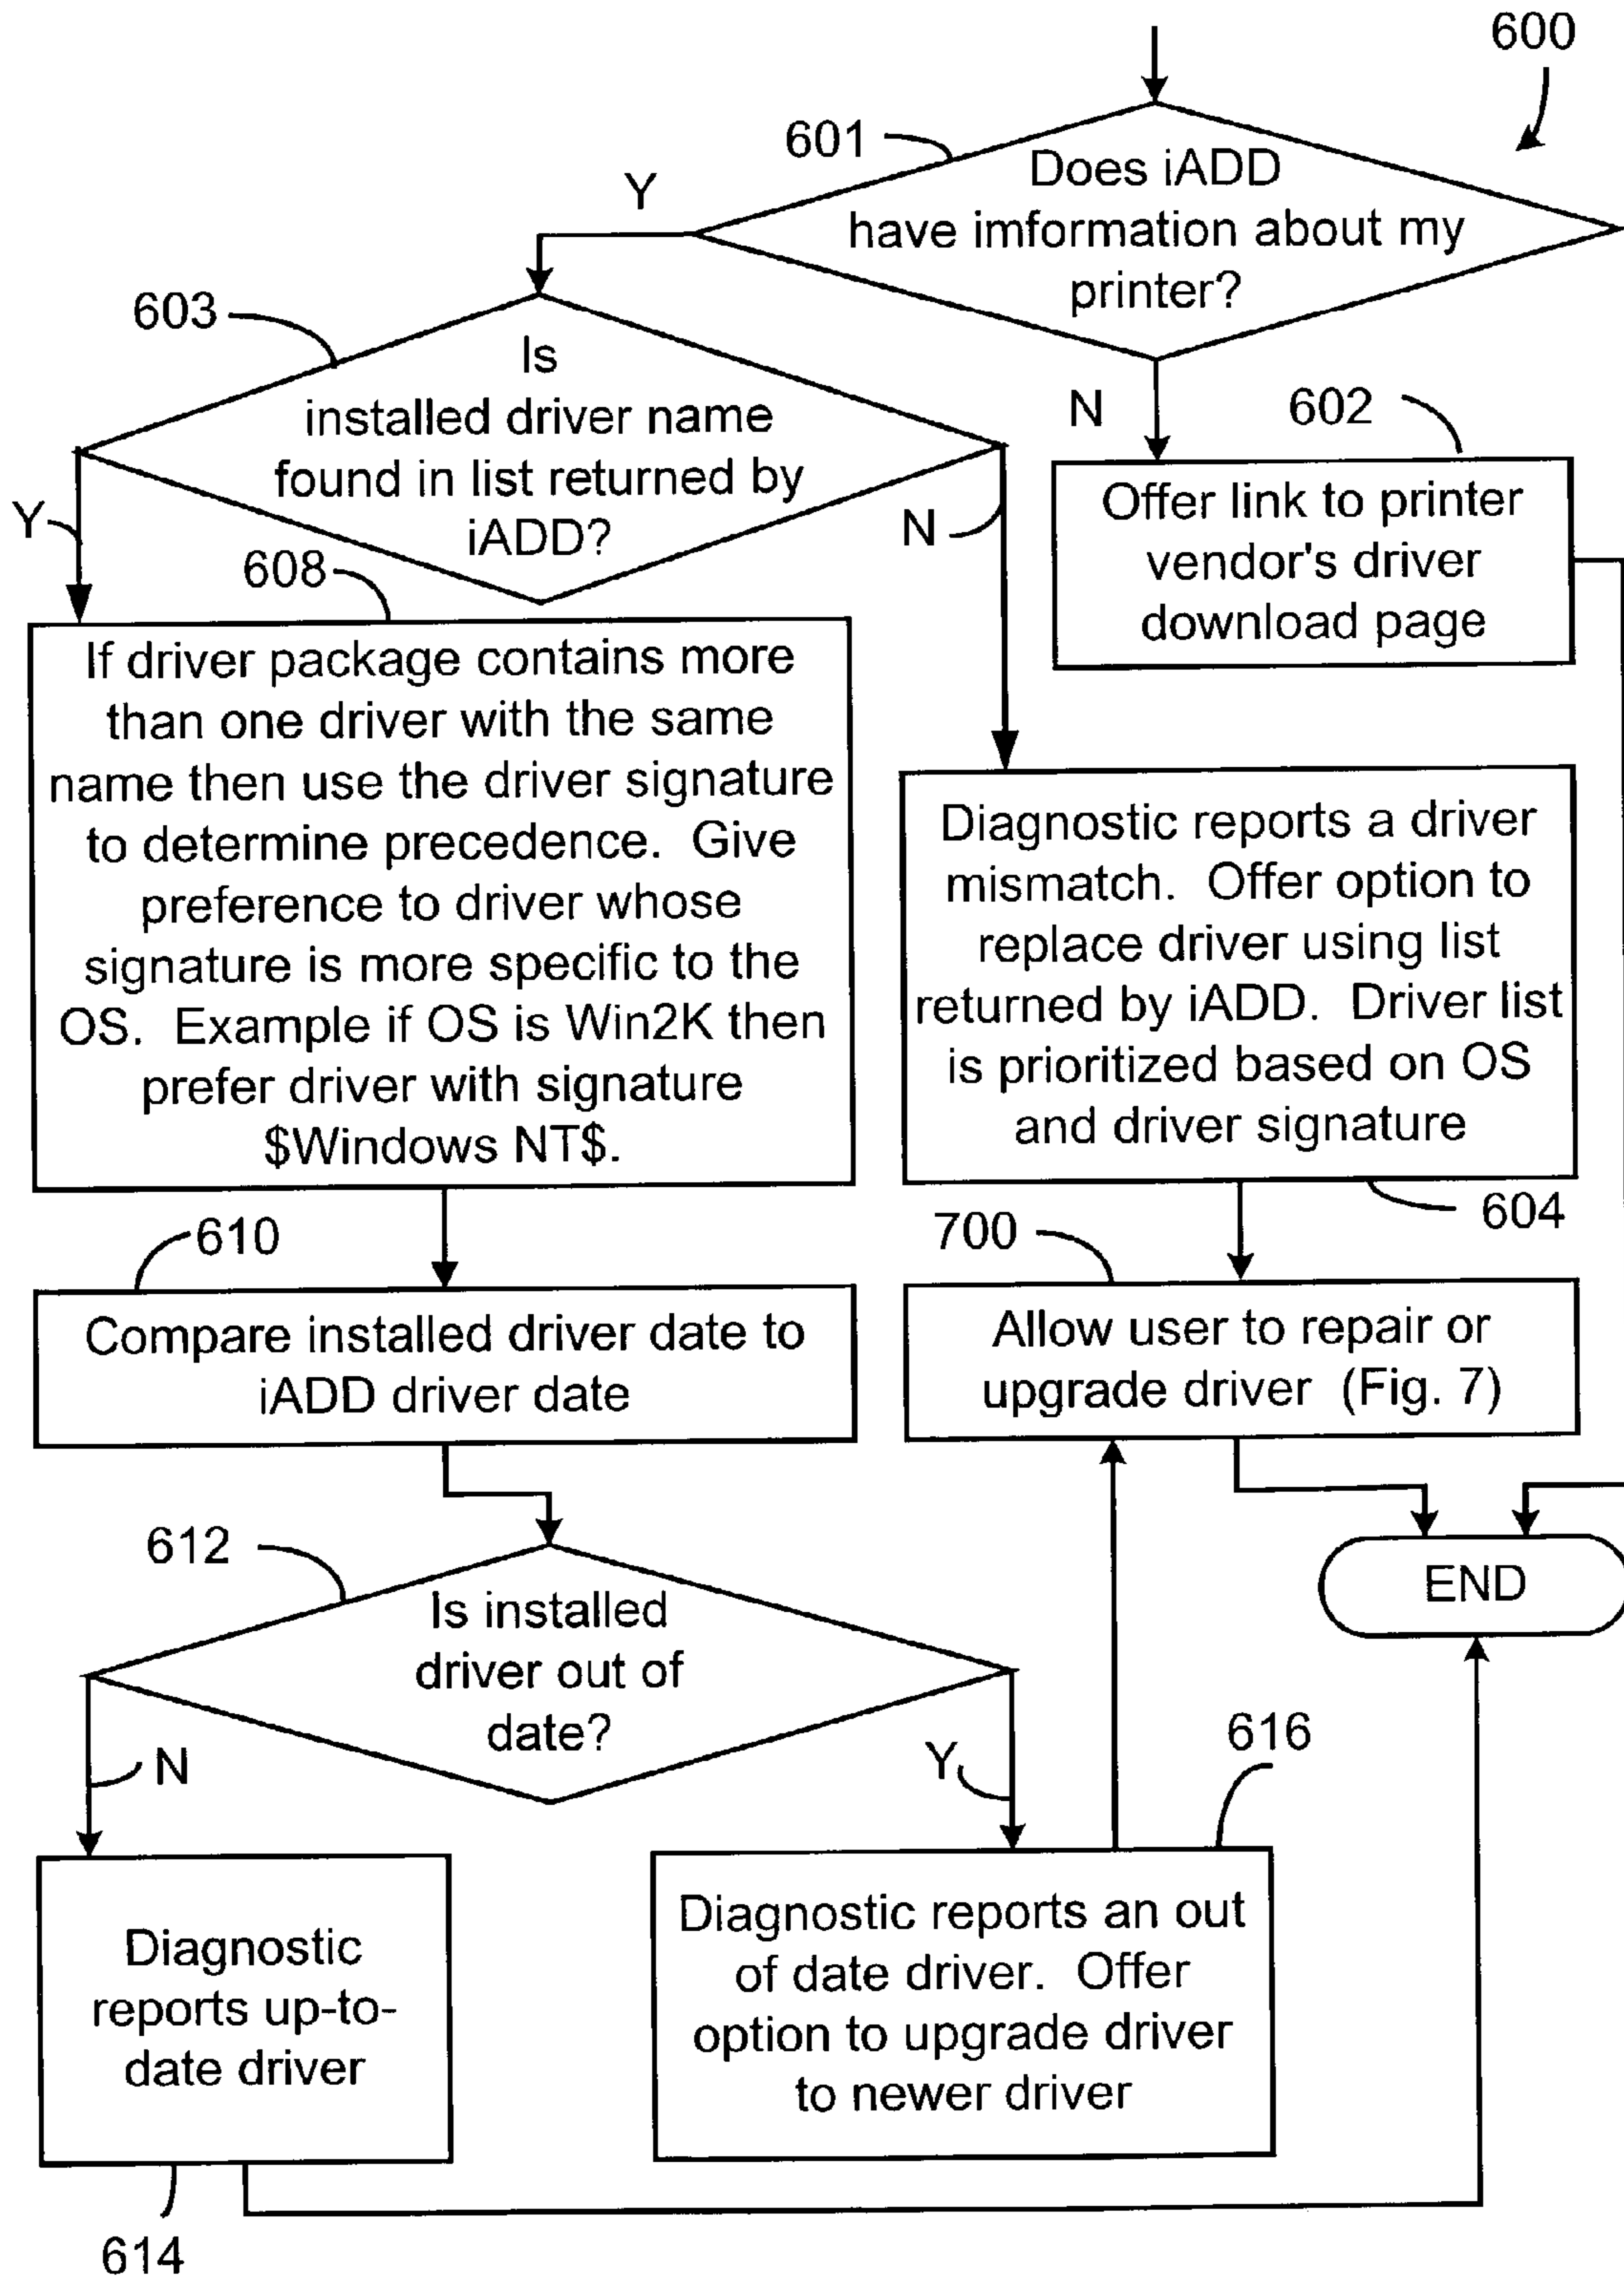 600
601
Does iADD
have imformation about my
printer?
Y
N
603
Is
installed driver name
found in list returned by
iADD?
Y
N
602
Offer link to printer
vendor's driver
download page
608
If driver package contains more
than one driver with the same
name then use the driver signature
to determine precedence.  Give
preference to driver whose
signature is more specific to the
OS.  Example if OS is Win2K then
prefer driver with signature
$Windows NT$.
Diagnostic reports a driver
mismatch.  Offer option to
replace driver using list
returned by iADD.  Driver list
is prioritized based on OS
and driver signature
604
610
Compare installed driver date to
iADD driver date
700
Allow user to repair or
upgrade driver  (Fig. 7)
612
Is installed
driver out of
date?
N
Y
END
616
Diagnostic
reports up-to-
date driver
614
Diagnostic reports an out
of date driver.  Offer
option to upgrade driver
to newer driver